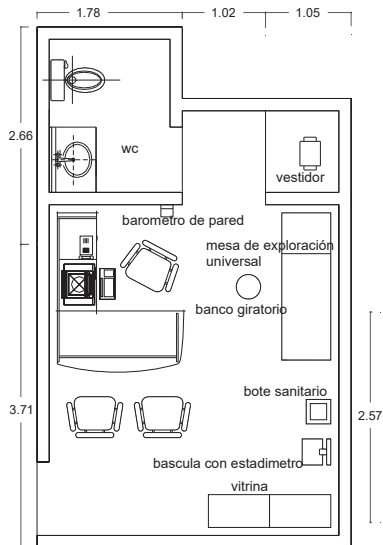 1.78
1.02
1.05
2.66
wc
vestidor
barometro de pared
mesa de exploración
universal
banco giratorio
bote sanitario
3.71
2.57
bascula con estadimetro
vitrina